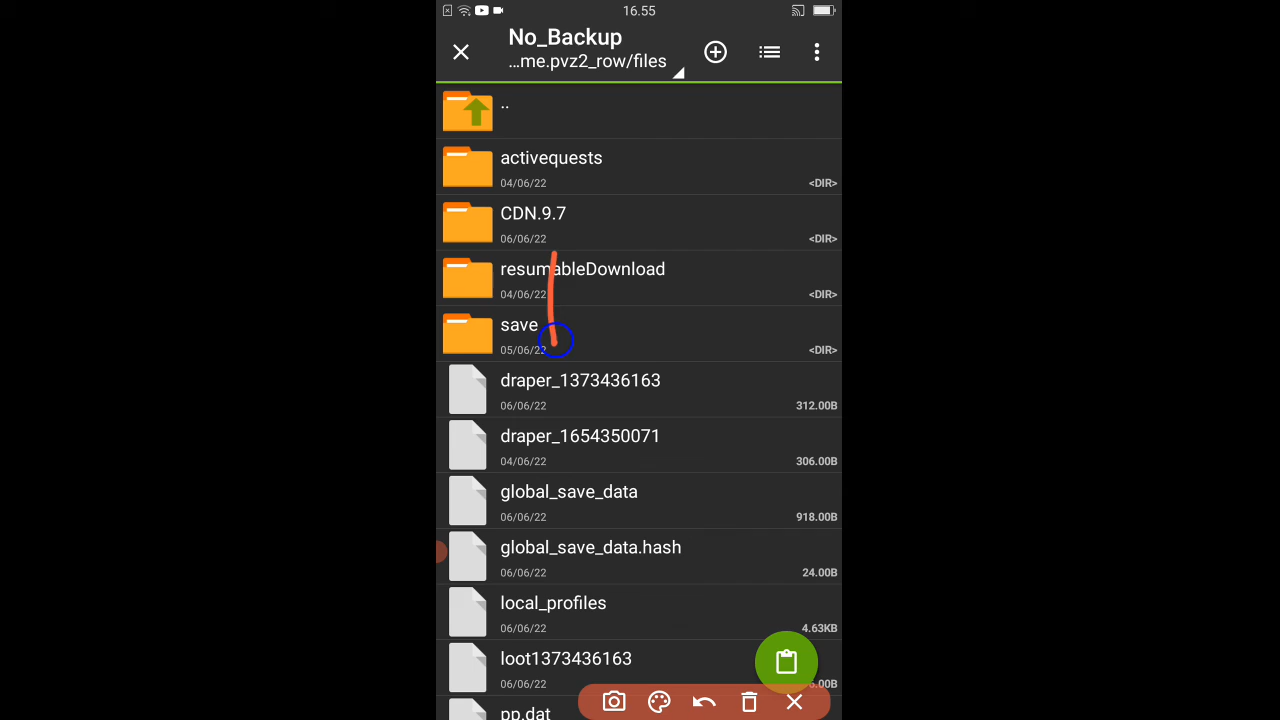 16.55
No_Backup
…me.pvz2_row/files
..
activequests
04/06/22 <DIR>
CDN.9.7
06/06/22 <DIR>
resumableDownload
04/06/22 <DIR>
save
05/06/22 <DIR>
draper_1373436163
06/06/22 312.00B
draper_1654350071
04/06/22 306.00B
global_save_data
06/06/22 918.00B
global_save_data.hash
06/06/22 24.00B
local_profiles
06/06/22 4.63KB
loot1373436163
06/06/22
pp.dat